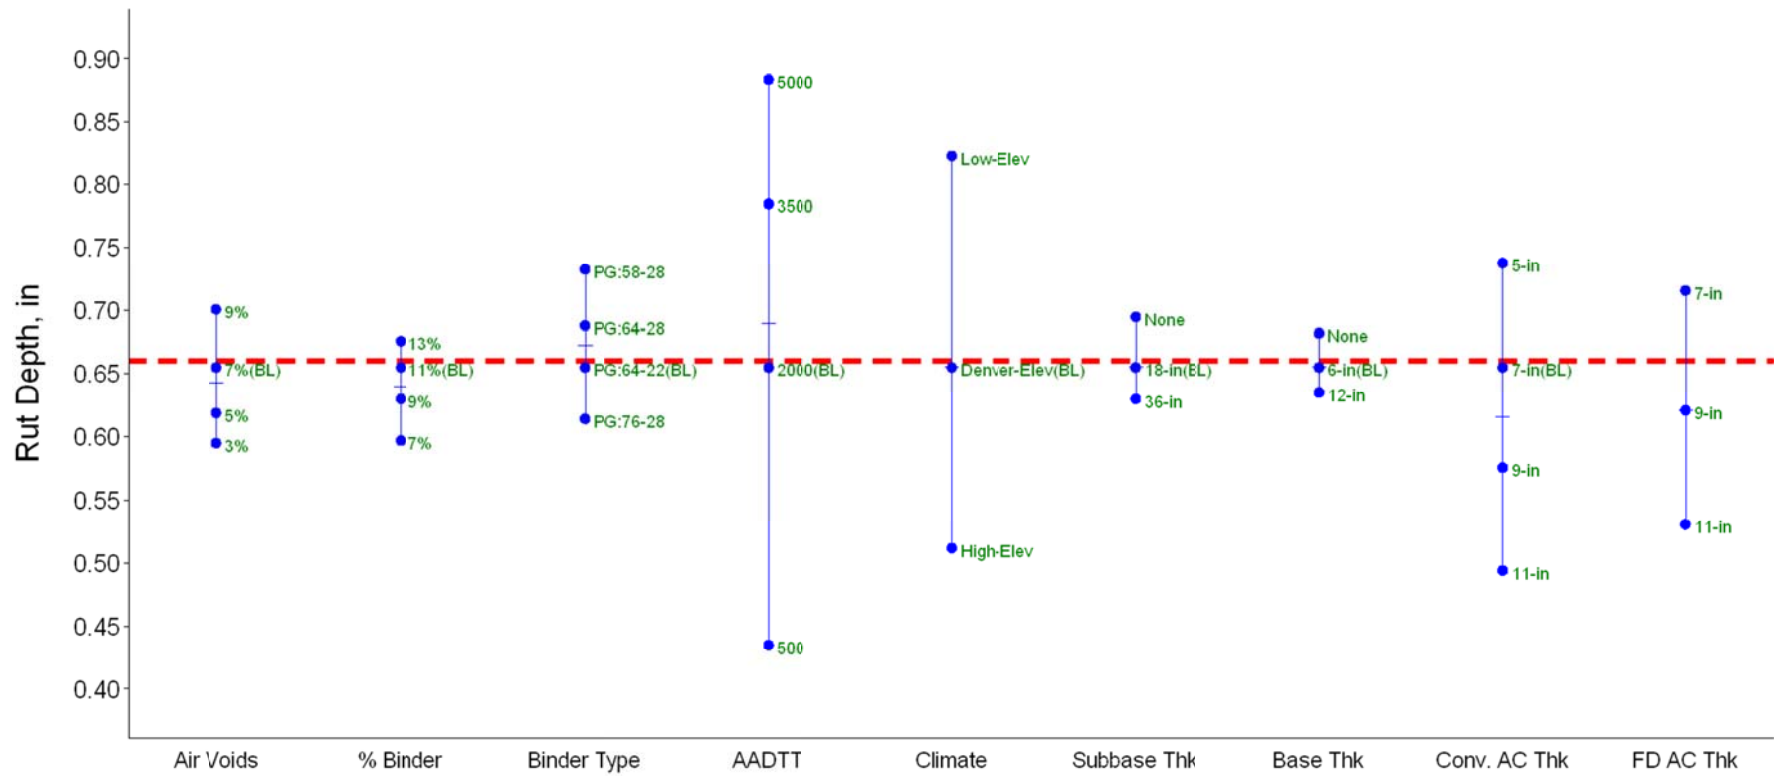 Rut Depth, in
0.90
0.85
0.80
0.75
0.70
0.65
0.60
0.55
0.50
0.45
0.40
9%
7%(BL)
5%
3%
13%
11%(BL)
9%
7%
PG:58-28
PG:64-28
PG:64-22(BL)
PG:76-28
5000
3500
2000(BL)
500
Low-Elev
Denver-Elev(BL)
High-Elev
None
18-in(BL)
36-in
None
6-in(BL)
12-in
5-in
7-in(BL)
9-in
11-in
7-in
9-in
11-in
Air Voids
% Binder
Binder Type
AADTT
Climate
Subbase Thk
Base Thk
Conv. AC Thk
FD AC Thk